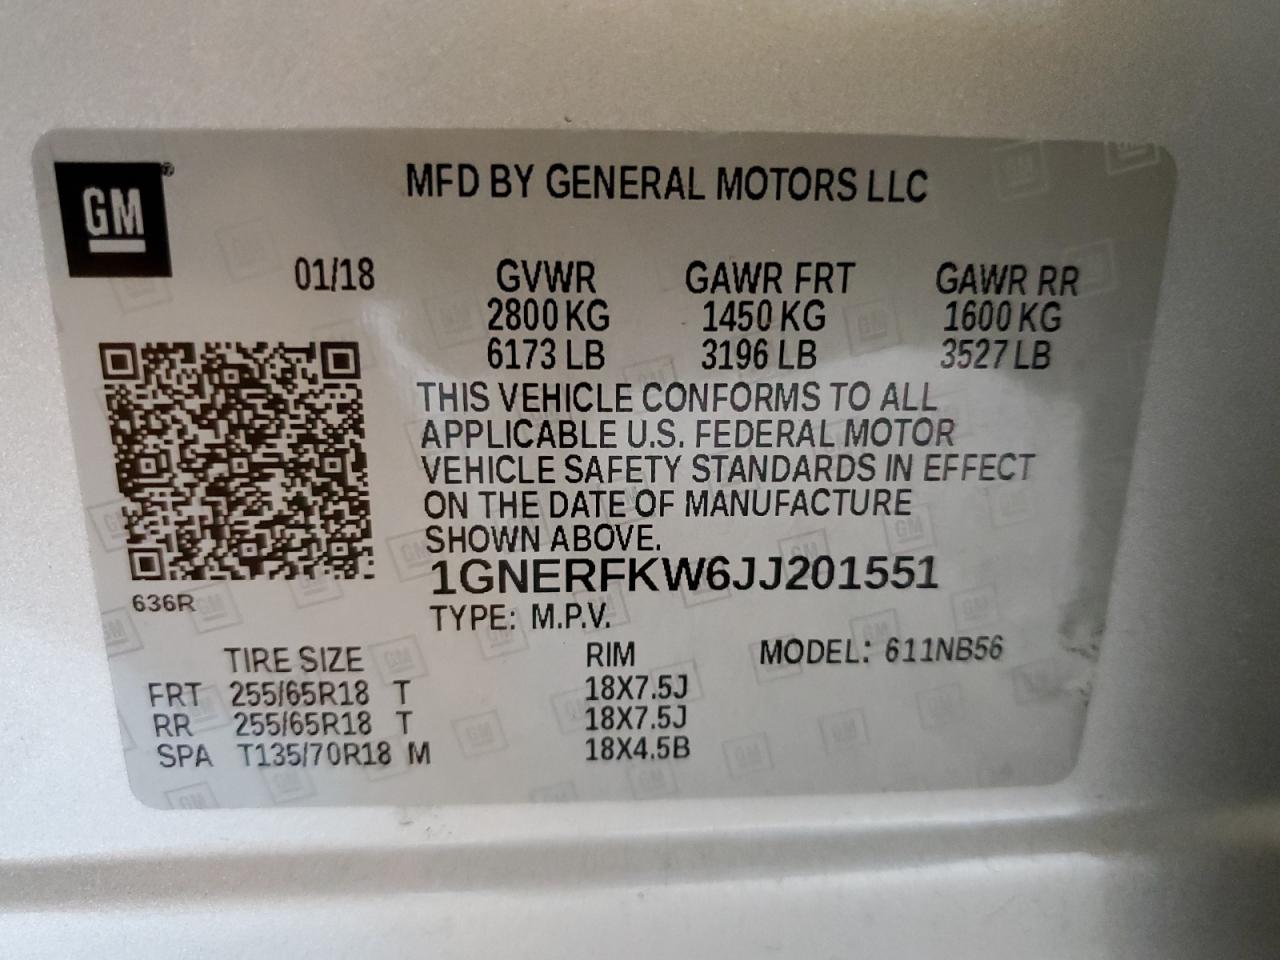 GM®
MFD BY GENERAL MOTORS LLC
01/18 GVWR GAWR FRT GAWR RR
2800 KG 1450 KG 1600 KG
6173 LB 3196 LB 3527 LB
THIS VEHICLE CONFORMS TO ALL
APPLICABLE U.S. FEDERAL MOTOR
VEHICLE SAFETY STANDARDS IN EFFECT
ON THE DATE OF MANUFACTURE
SHOWN ABOVE.
1GNERFKW6JJ201551
636R
TYPE: M.P.V.
TIRE SIZE RIM MODEL: 611NB56
FRT 255/65R18 T 18X7.5J
RR 255/65R18 T 18X7.5J
SPA T135/70R18 M 18X4.5B